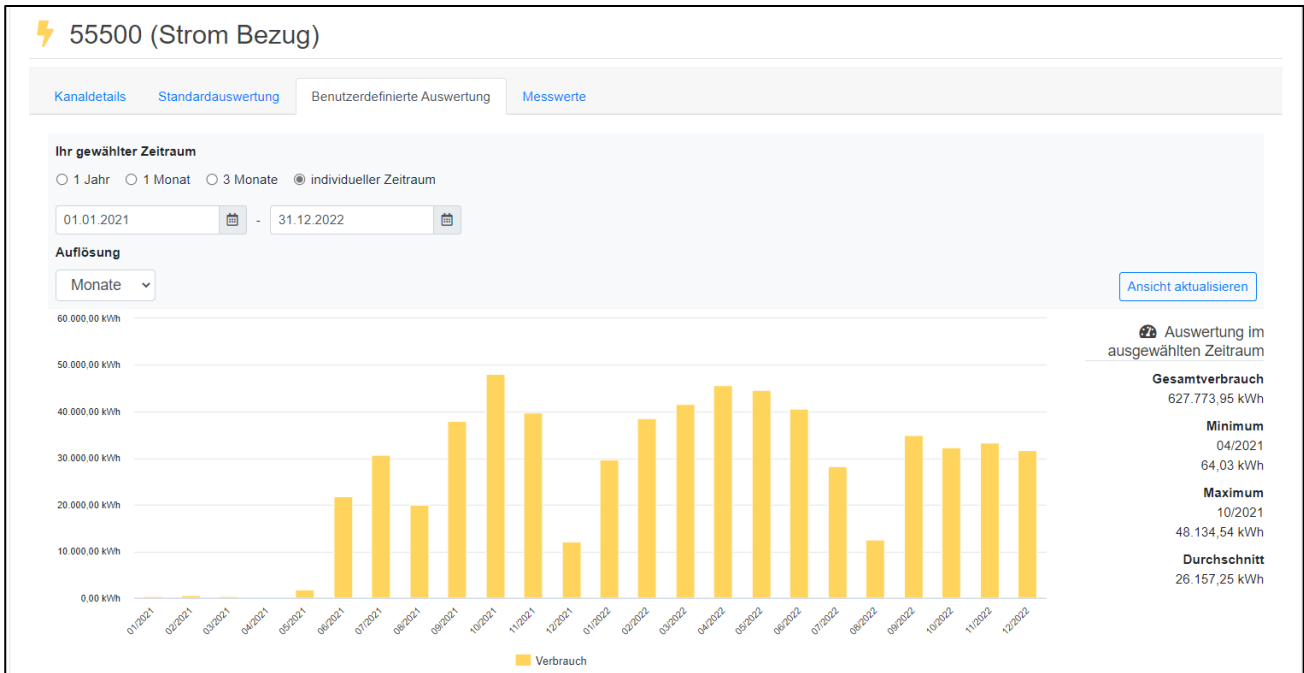 55500 (Strom Bezug)
Kanaldetails Standardauswertung Benutzerdefinierte Auswertung Messwerte
Ihr gewählter Zeitraum
1 Jahr 1 Monat 3 Monate individueller Zeitraum
01.01.2021 - 31.12.2022
Auflösung
Monate
Ansicht aktualisieren
60.000,00 kWh
50.000,00 kWh
40.000,00 kWh
30.000,00 kWh
20.000,00 kWh
10.000,00 kWh
0,00 kWh
01/2021 02/2021 03/2021 04/2021 05/2021 06/2021 07/2021 08/2021 09/2021 10/2021 11/2021 12/2021 01/2022 02/2022 03/2022 04/2022 05/2022 06/2022 07/2022 08/2022 09/2022 10/2022 11/2022 12/2022
Verbrauch
Auswertung im
ausgewählten Zeitraum
Gesamtverbrauch
627.773,95 kWh
Minimum
04/2021
64,03 kWh
Maximum
10/2021
48.134,54 kWh
Durchschnitt
26.157,25 kWh